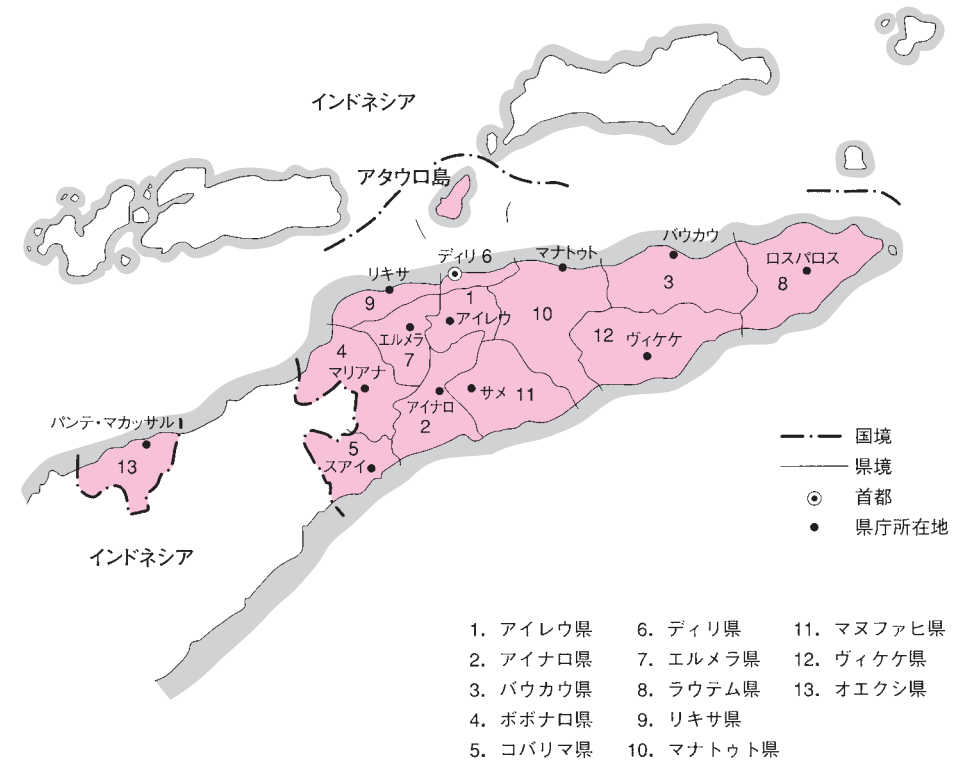 インドネシア
アタウロ島
バウカウ
ディリ 6
マナトゥト
ロスパロス
リキサ
8
3
9
1
10
アイレウ
エルメラ
12
ヴィケケ
4
7
マリアナ
サメ
11
アイナロ
2
パンテ・マカッサル
13
5
スアイ
国境
県境
首都
県庁所在地
インドネシア
1. アイレウ県
2. アイナロ県
3. バウカウ県
4. ボボナロ県
5. コバリマ県
6. ディリ県
7. エルメラ県
8. ラウテム県
9. リキサ県
10. マナトゥト県
11. マヌファヒ県
12. ヴィケケ県
13. オエクシ県